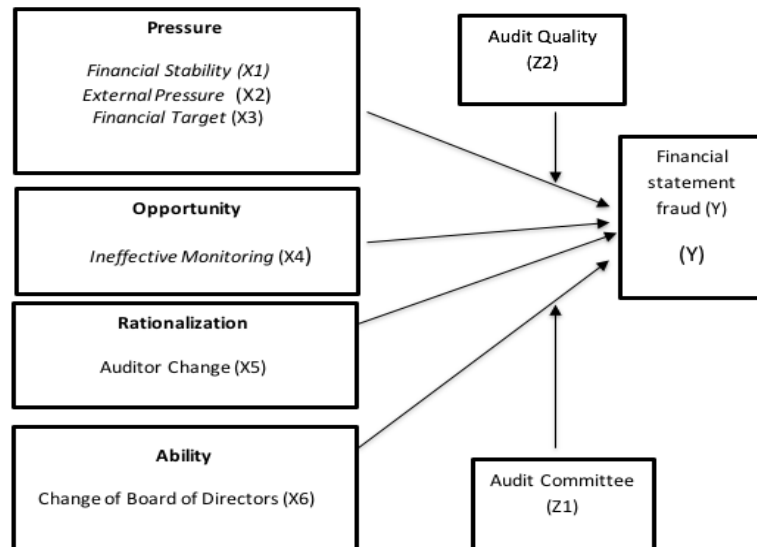 Pressure
Financial Stability (X1)
External Pressure (X2)
Financial Target (X3)
Opportunity
Ineffective Monitoring (X4)
Rationalization
Auditor Change (X5)
Ability
Change of Board of Directors (X6)
Audit Quality
(Z2)
Financial
statement
fraud (Y)
(Y)
Audit Committee
(Z1)